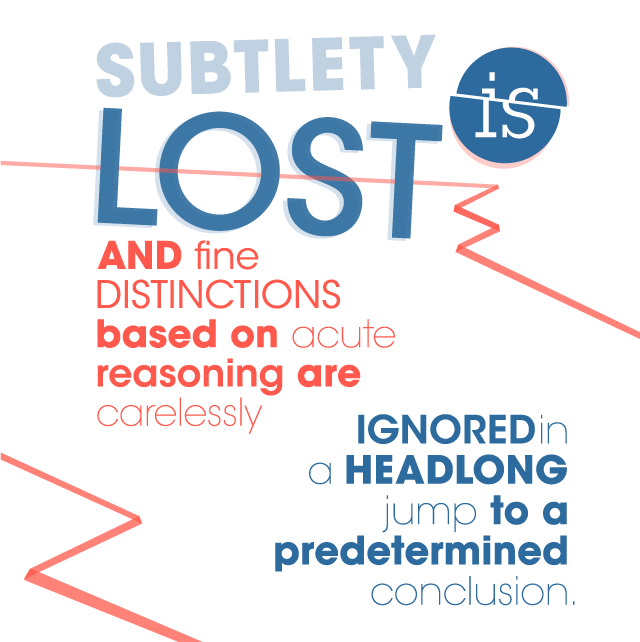 SUBTLETY is
LOST
AND fine
DISTINCTIONS
based on acute
reasoning are
carelessly
IGNORED in
a HEADLONG
jump to a
predetermined
conclusion.